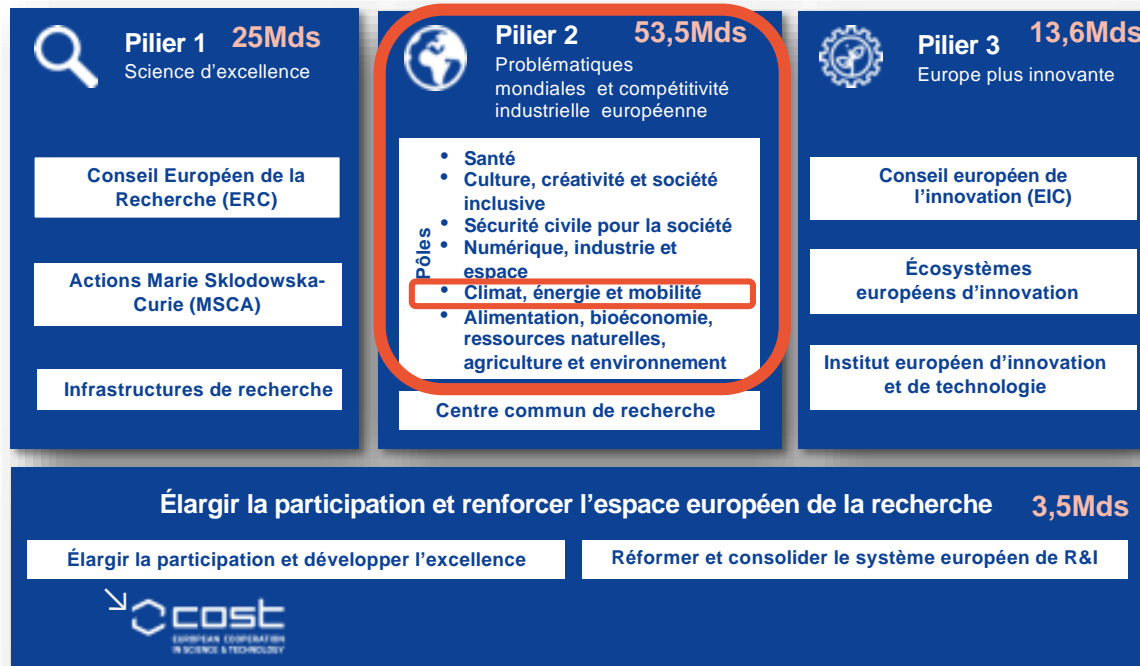 Pilier 1 25Mds
Science d’excellence
Conseil Européen de la
Recherche (ERC)
Actions Marie Sklodowska-
Curie (MSCA)
Infrastructures de recherche
Pilier 2 53,5Mds
Problématiques
mondiales et compétitivité
industrielle européenne
Pôles
• Santé
• Culture, créativité et société
inclusive
• Sécurité civile pour la société
• Numérique, industrie et
espace
• Climat, énergie et mobilité
• Alimentation, bioéconomie,
ressources naturelles,
agriculture et environnement
Centre commun de recherche
Pilier 3 13,6Mds
Europe plus innovante
Conseil européen de
l’innovation (EIC)
Écosystèmes
européens d’innovation
Institut européen d’innovation
et de technologie
Élargir la participation et renforcer l’espace européen de la recherche 3,5Mds
Élargir la participation et développer l’excellence
Réformer et consolider le système européen de R&I
cost
EUROPEAN COOPERATION
IN SCIENCE & TECHNOLOGY